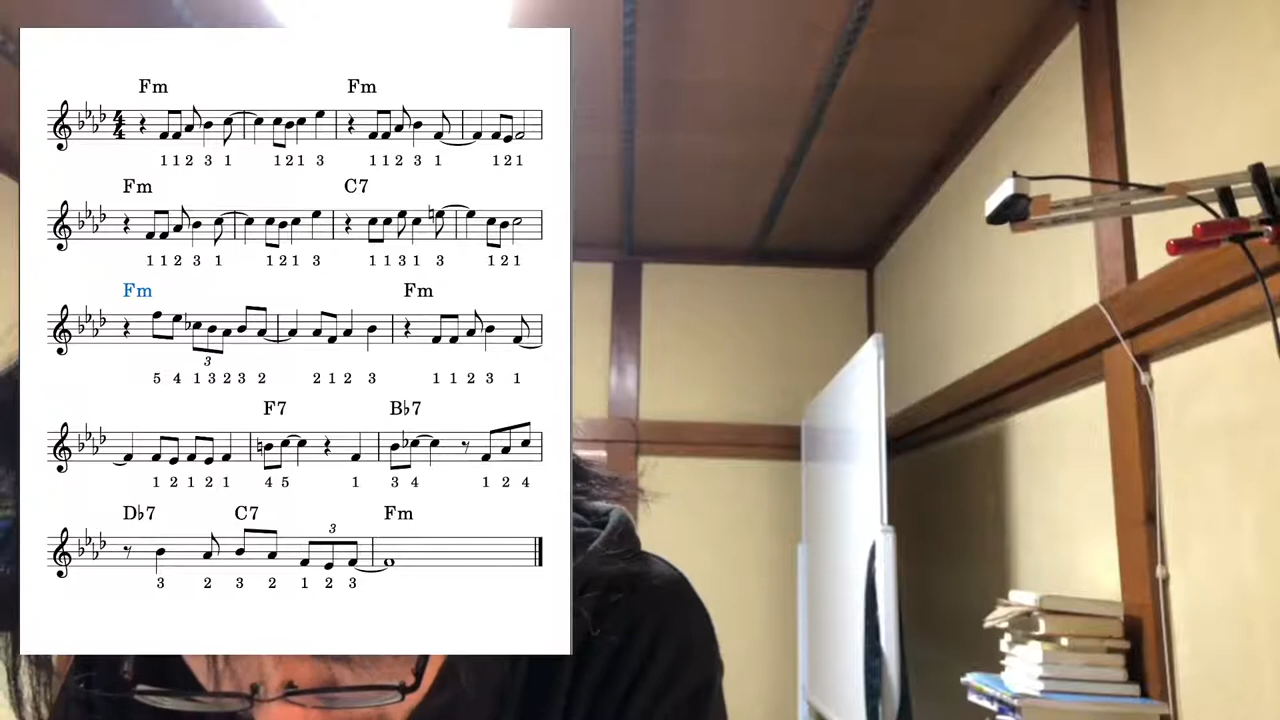 Fm Fm
4
4
1 1 2 3 1 1 2 1 3 1 1 2 3 1 1 2 1
Fm C7
1 1 2 3 1 1 2 1 3 1 1 3 1 3 1 2 1
Fm Fm
3
5 4 1 3 2 3 2 2 1 2 3 1 1 2 3 1
F7 B♭7
1 2 1 2 1 4 5 1 3 4 1 2 4
D♭7 C7 Fm
3
3 2 3 2 1 2 3